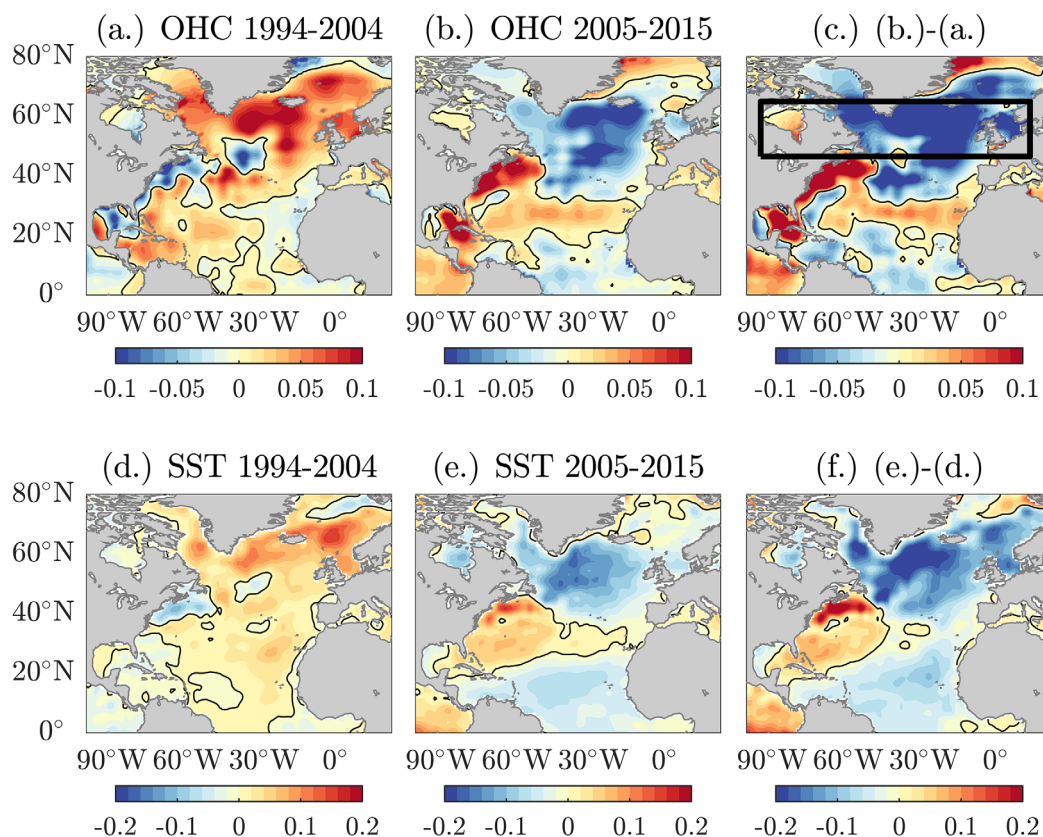 (a.) OHC 1994-2004
(b.) OHC 2005-2015
(c.) (b.)-(a.)
80°N
60°N
40°N
20°N
0°
90°W 60°W 30°W 0°
90°W 60°W 30°W 0°
90°W 60°W 30°W 0°
-0.1 -0.05 0 0.05 0.1
-0.1 -0.05 0 0.05 0.1
-0.1 -0.05 0 0.05 0.1
(d.) SST 1994-2004
(e.) SST 2005-2015
(f.) (e.)-(d.)
80°N
60°N
40°N
20°N
0°
90°W 60°W 30°W 0°
90°W 60°W 30°W 0°
90°W 60°W 30°W 0°
-0.2 -0.1 0 0.1 0.2
-0.2 -0.1 0 0.1 0.2
-0.2 -0.1 0 0.1 0.2